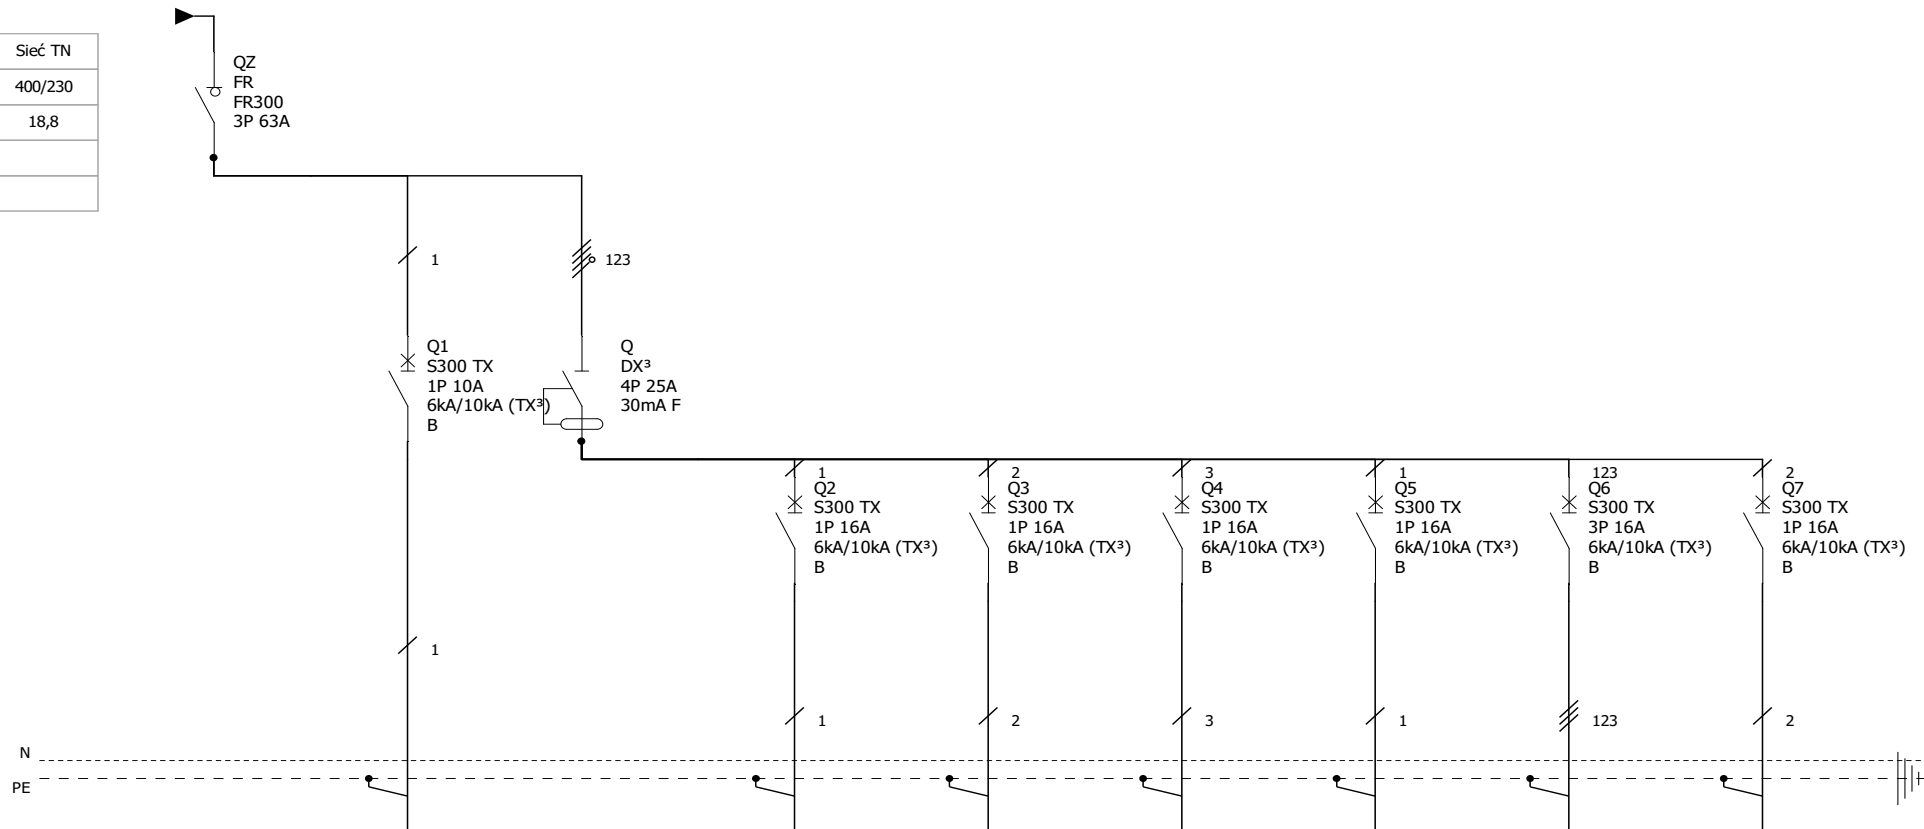 Sieć TN
400/230
18,8
QZ
FR
FR300
3P 63A
1
123
Q1
S300 TX
1P 10A
6kA/10kA (TX³)
B
Q
DX³
4P 25A
30mA F
1
Q2
S300 TX
1P 16A
6kA/10kA (TX³)
B
2
Q3
S300 TX
1P 16A
6kA/10kA (TX³)
B
3
Q4
S300 TX
1P 16A
6kA/10kA (TX³)
B
1
Q5
S300 TX
1P 16A
6kA/10kA (TX³)
B
123
Q6
S300 TX
3P 16A
6kA/10kA (TX³)
B
2
Q7
S300 TX
1P 16A
6kA/10kA (TX³)
B
1
1
2
3
1
123
2
N
PE